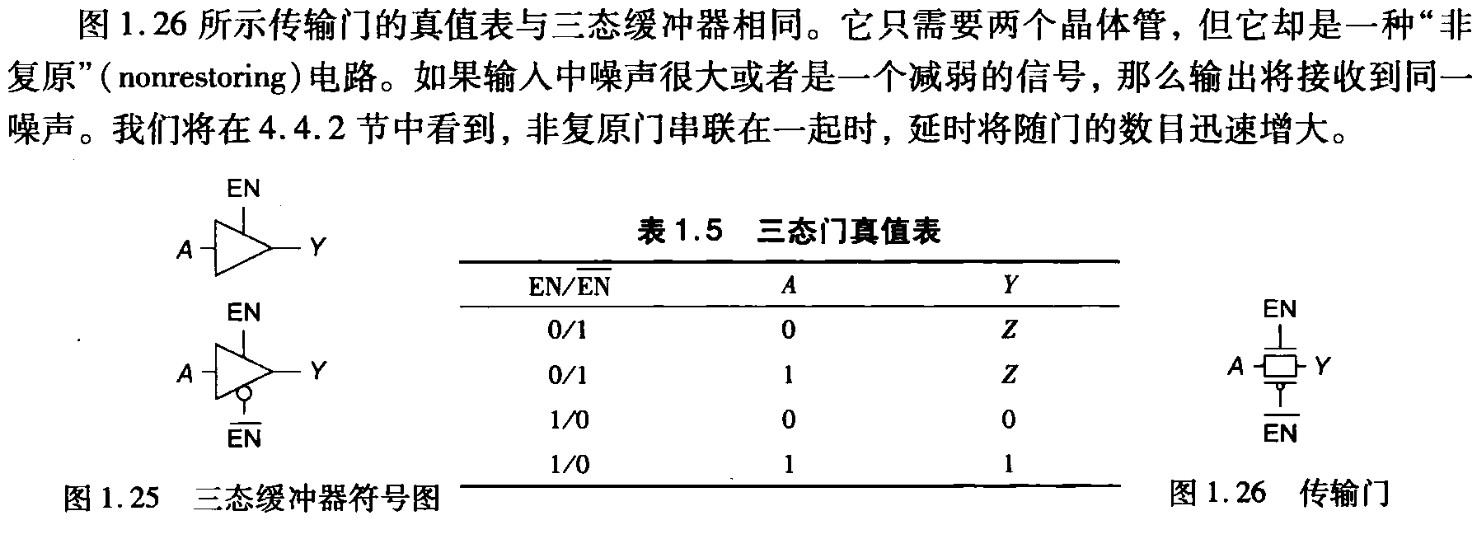 图 1.26 所示传输门的真值表与三态缓冲器相同。它只需要两个晶体管，但它却是一种“非
复原”(nonrestoring)电路。如果输入中噪声很大或者是一个减弱的信号，那么输出将接收到同一
噪声。我们将在 4.4.2 节中看到，非复原门串联在一起时，延时将随门的数目迅速增大。
EN
A Y
EN
A Y
E̅N̅
图 1.25 三态缓冲器符号图
表 1.5 三态门真值表
EN/E̅N̅ A Y
0/1 0 Z
0/1 1 Z
1/0 0 0
1/0 1 1
EN
A Y
E̅N̅
图 1.26 传输门